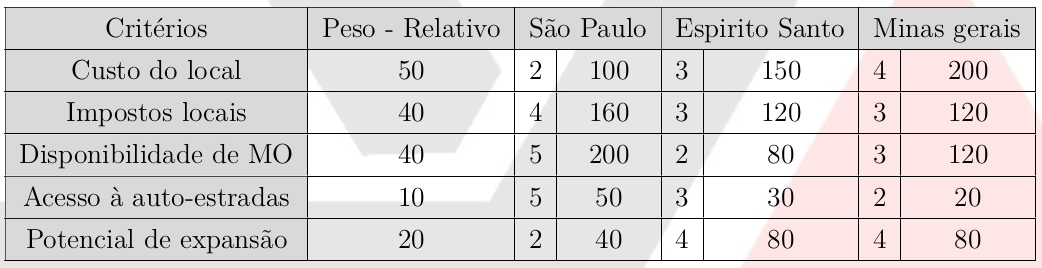 Critérios Peso - Relativo São Paulo Espirito Santo Minas gerais
Custo do local 50 2 100 3 150 4 200
Impostos locais 40 4 160 3 120 3 120
Disponibilidade de MO 40 5 200 2 80 3 120
Acesso à auto-estradas 10 5 50 3 30 2 20
Potencial de expansão 20 2 40 4 80 4 80